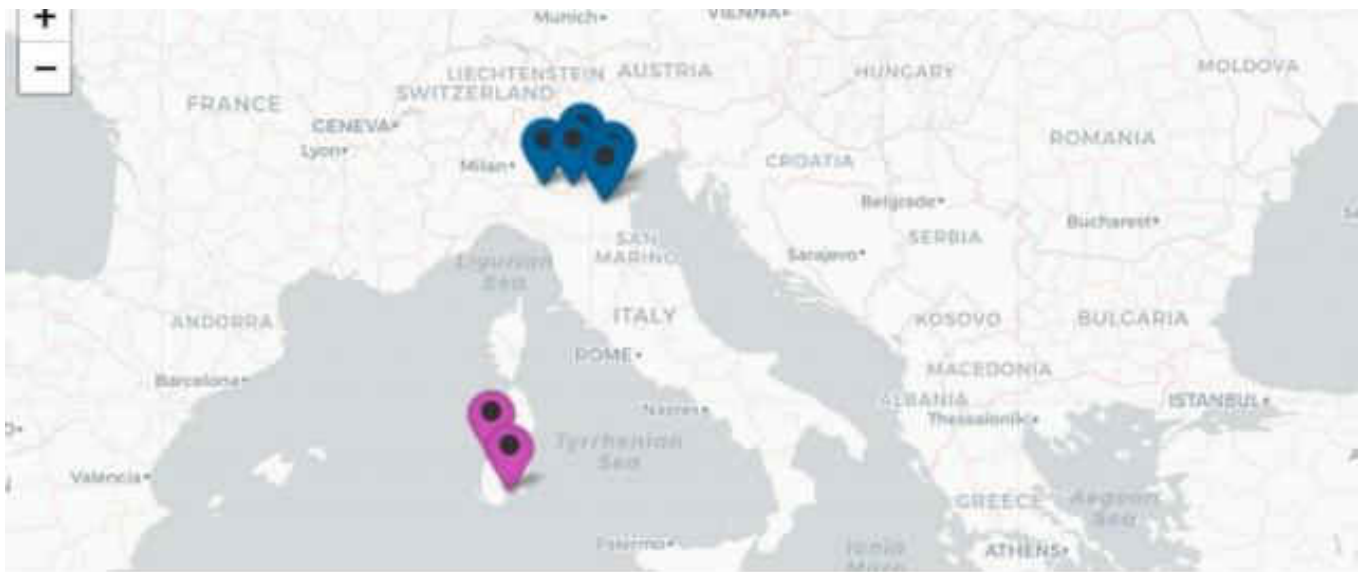 +
−
Munich
VIENNA
LIECHTENSTEIN
AUSTRIA
HUNGARY
MOLDOVA
SWITZERLAND
FRANCE
GENEVA
Lyon
ROMANIA
Milan
CROATIA
Belgrade
Bucharest
SERBIA
SAN
MARINO
Sarajevo
Ligurian
Sea
ANDORRA
ITALY
KOSOVO
BULGARIA
ROME
MACEDONIA
Barcelona
ALBANIA
ISTANBUL
Naples
Thessaloniki
Tyrrhenian
Sea
Valencia
GREECE
Aegean
Sea
Palermo
ATHENS